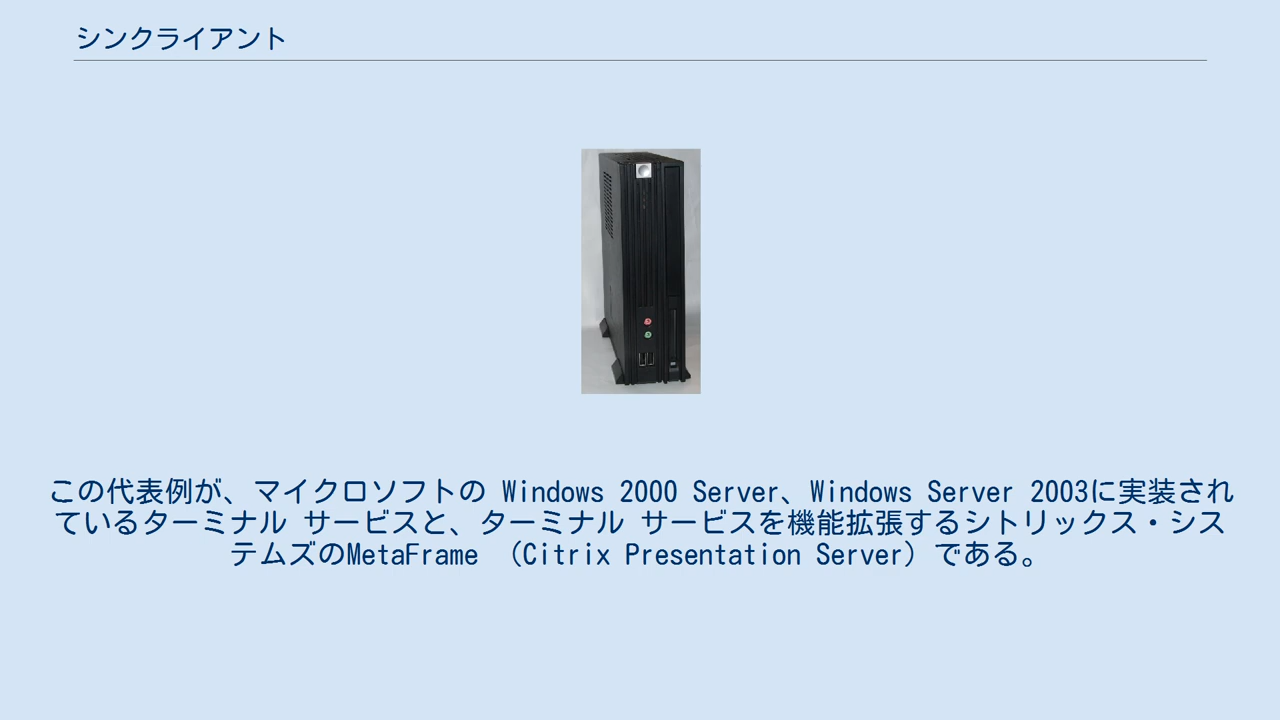 シンクライアント
この代表例が、マイクロソフトの Windows 2000 Server、Windows Server 2003に実装され
ているターミナル サービスと、ターミナル サービスを機能拡張するシトリックス・シス
テムズのMetaFrame （Citrix Presentation Server）である。